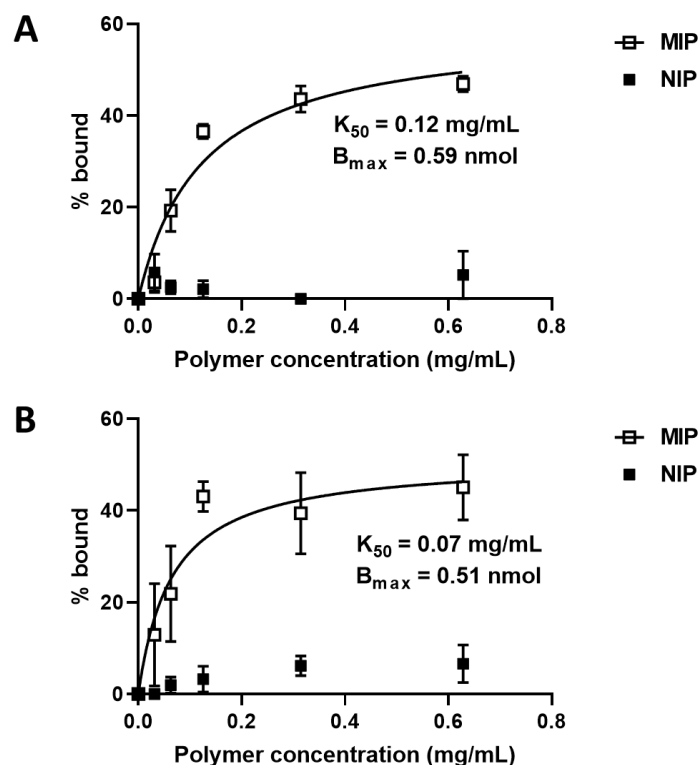 A
60
40
20
0
% bound
K₅₀ = 0.12 mg/mL
Bₘₐₓ = 0.59 nmol
MIP
NIP
0.0 0.2 0.4 0.6 0.8
Polymer concentration (mg/mL)
B
60
40
20
0
% bound
K₅₀ = 0.07 mg/mL
Bₘₐₓ = 0.51 nmol
MIP
NIP
0.0 0.2 0.4 0.6 0.8
Polymer concentration (mg/mL)